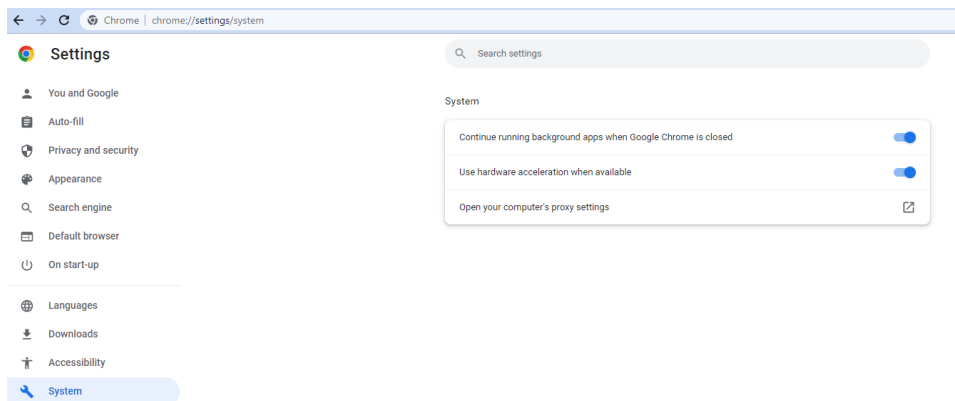 Chrome | chrome://settings/system
Settings
Search settings
You and Google
Auto-fill
Privacy and security
Appearance
Search engine
Default browser
On start-up
Languages
Downloads
Accessibility
System
System
Continue running background apps when Google Chrome is closed
Use hardware acceleration when available
Open your computer's proxy settings